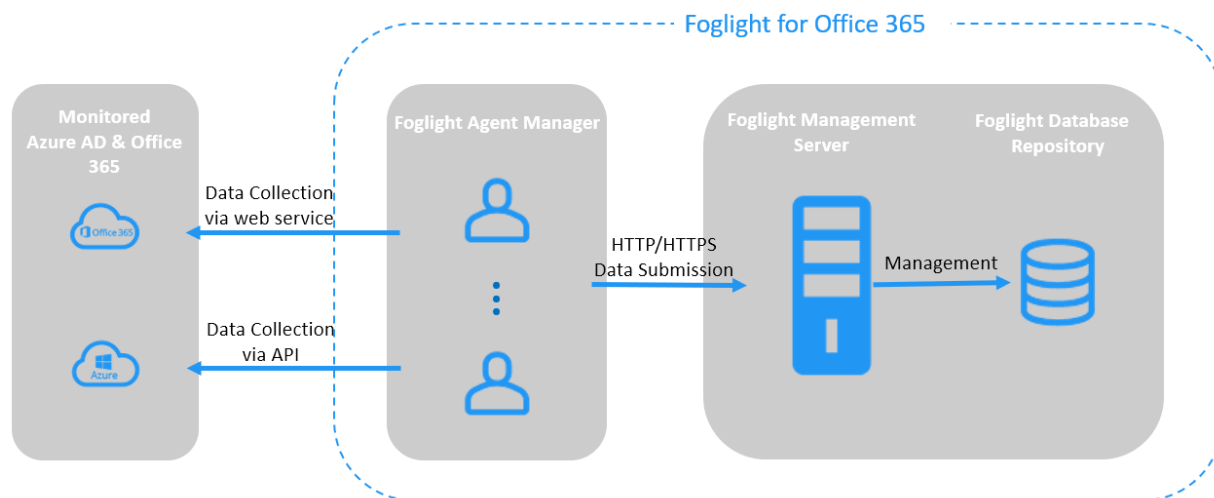 Foglight for Office 365
Monitored
Azure AD & Office
365
Office 365
Azure
Data Collection
via web service
Data Collection
via API
Foglight Agent Manager
HTTP/HTTPS
Data Submission
Foglight Management
Server
Management
Foglight Database
Repository